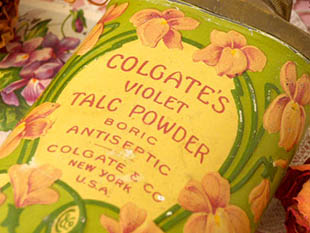 COLGATE'S
VIOLET
TALC POWDER
BORIC
ANTISEPTIC
COLGATE & CO.
NEW YORK
U.S.A.